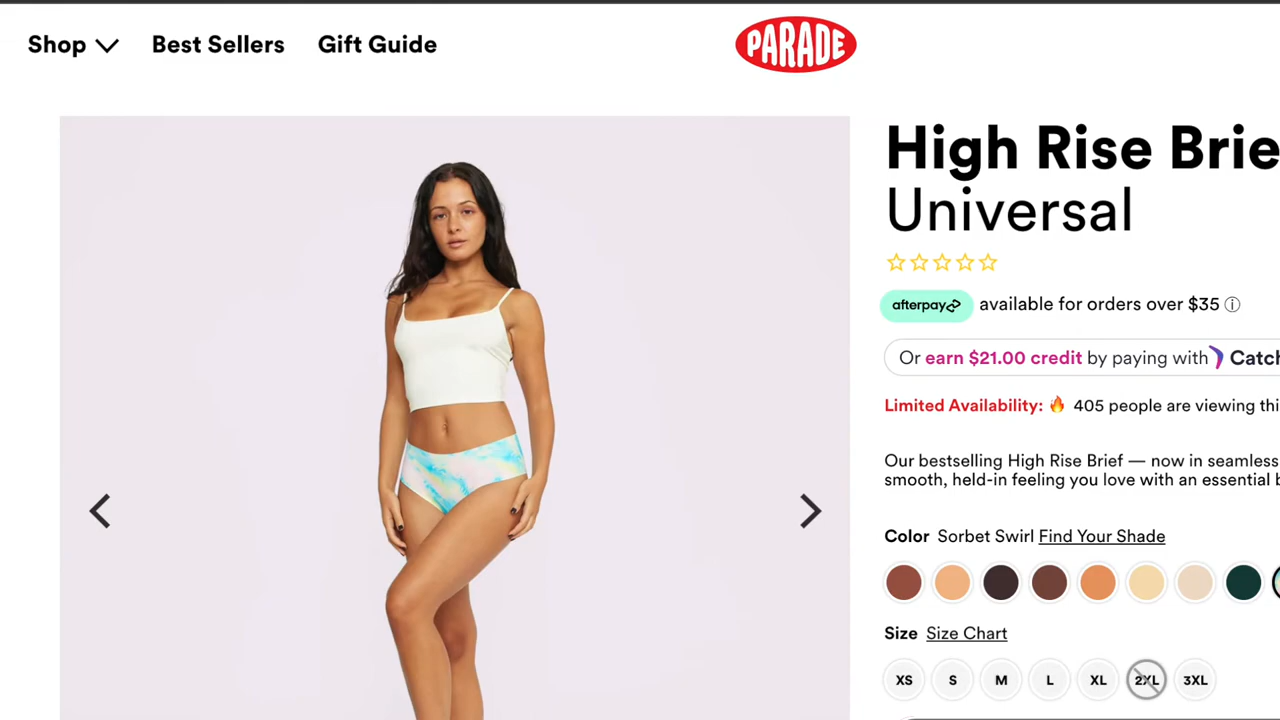 Shop
Best Sellers
Gift Guide
PARADE
High Rise
Universal
afterpay available for orders over $35
Or earn $21.00 credit by paying with
Limited Availability: 🔥 405 people are viewing
Our bestselling High Rise Brief — now in seamless
smooth, held-in feeling you love with an essential
Color Sorbet Swirl Find Your Shade
Size Size Chart
XS S M L XL 2XL 3XL